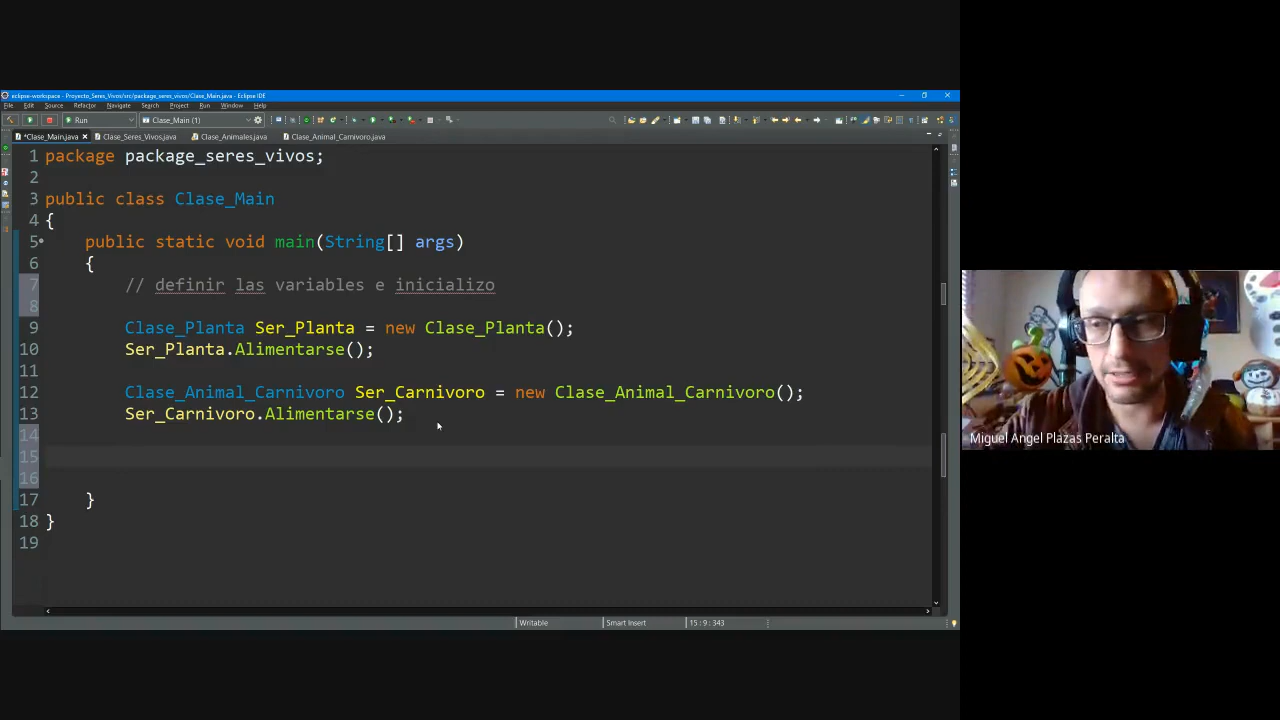 eclipse-workspace - Proyecto_Seres_Vivos/src/package_seres_vivos/Clase_Main.java - Eclipse IDE
File Edit Source Refactor Navigate Search Project Run Window Help
Run Clase_Main (1)
*Clase_Main.java Clase_Seres_Vivos.java Clase_Animales.java Clase_Animal_Carnivoro.java
1 package package_seres_vivos;
2
3 public class Clase_Main
4 {
5 public static void main(String[] args)
6 {
7 // definir las variables e inicializo
8
9 Clase_Planta Ser_Planta = new Clase_Planta();
10 Ser_Planta.Alimentarse();
11
12 Clase_Animal_Carnivoro Ser_Carnivoro = new Clase_Animal_Carnivoro();
13 Ser_Carnivoro.Alimentarse();
14
15
16
17 }
18 }
19
Writable Smart Insert 15 : 9 : 343
Miguel Angel Plazas Peralta